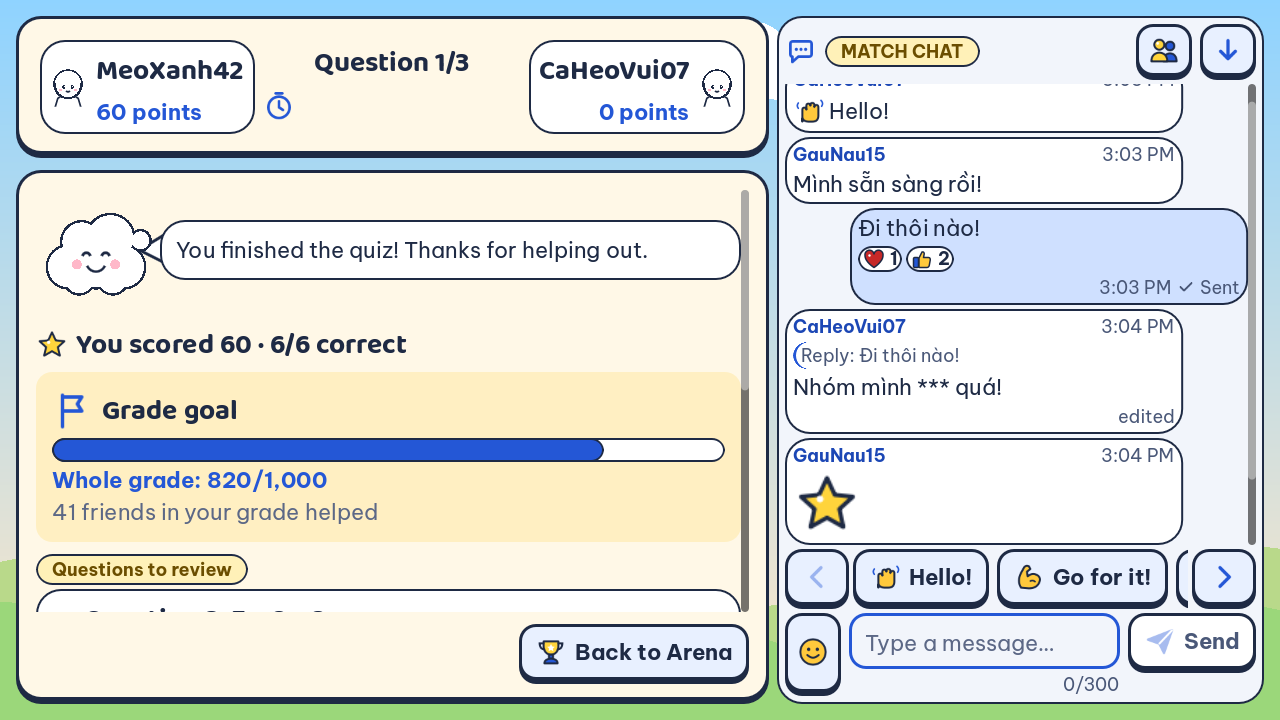 MeoXanh42
60 points
Question 1/3
CaHeoVui07
0 points
You finished the quiz! Thanks for helping out.
You scored 60 · 6/6 correct
Grade goal
Whole grade: 820/1,000
41 friends in your grade helped
Questions to review
Back to Arena
MATCH CHAT
Hello!
GauNau15 3:03 PM
Mình sẵn sàng rồi!
Đi thôi nào!
1 2
3:03 PM Sent
CaHeoVui07 3:04 PM
Reply: Đi thôi nào!
Nhóm mình *** quá!
edited
GauNau15 3:04 PM
Hello! Go for it!
Type a message...
Send
0/300